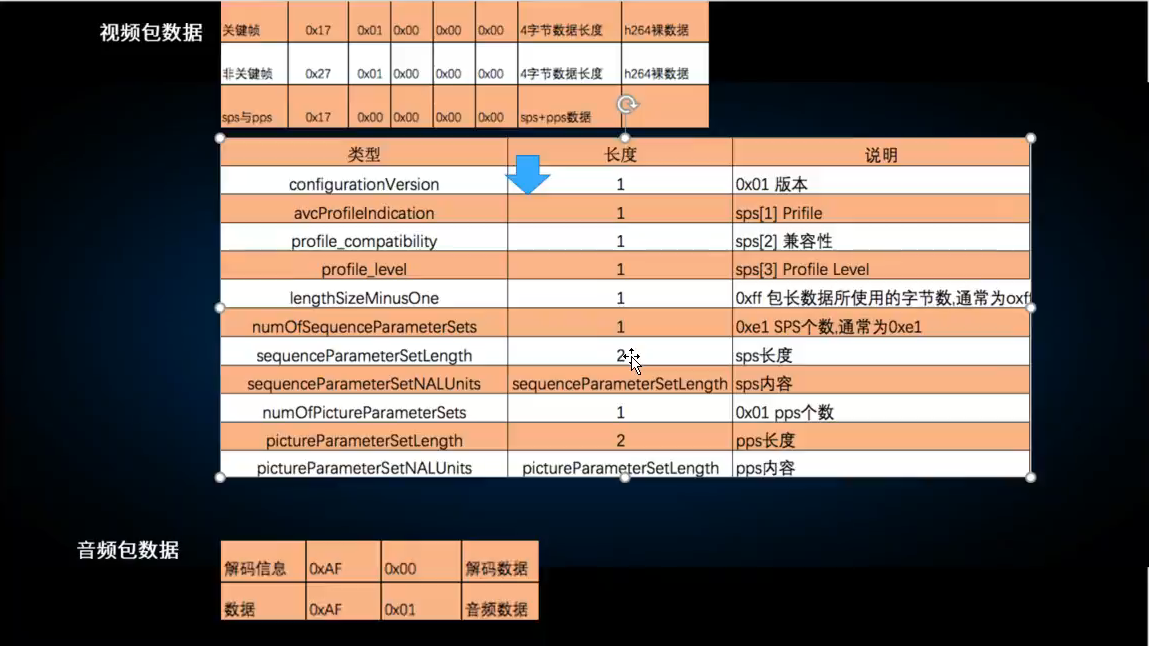 视频包数据
关键帧 0x17 0x01 0x00 0x00 0x00 4字节数据长度 h264裸数据
非关键帧 0x27 0x01 0x00 0x00 0x00 4字节数据长度 h264裸数据
sps与pps 0x17 0x00 0x00 0x00 0x00 sps+pps数据
类型 长度 说明
configurationVersion 1 0x01 版本
avcProfileIndication 1 sps[1] Prifile
profile_compatibility 1 sps[2] 兼容性
profile_level 1 sps[3] Profile Level
lengthSizeMinusOne 1 0xff 包长数据所使用的字节数,通常为oxff
numOfSequenceParameterSets 1 0xe1 SPS个数,通常为0xe1
sequenceParameterSetLength 2 sps长度
sequenceParameterSetNALUnits sequenceParameterSetLength sps内容
numOfPictureParameterSets 1 0x01 pps个数
pictureParameterSetLength 2 pps长度
pictureParameterSetNALUnits pictureParameterSetLength pps内容
音频包数据
解码信息 0xAF 0x00 解码数据
数据 0xAF 0x01 音频数据